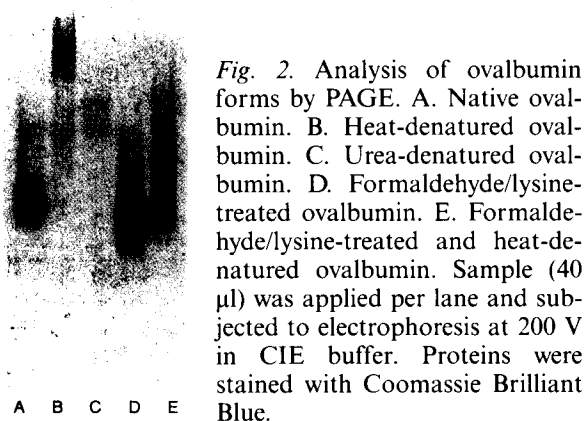 Fig. 2. Analysis of ovalbumin
forms by PAGE. A. Native oval-
bumin. B. Heat-denatured oval-
bumin. C. Urea-denatured oval-
bumin. D. Formaldehyde/lysine-
treated ovalbumin. E. Formalde-
hyde/lysine-treated and heat-de-
natured ovalbumin. Sample (40
μl) was applied per lane and sub-
jected to electrophoresis at 200 V
in CIE buffer. Proteins were
stained with Coomassie Brilliant
Blue.
A B C D E